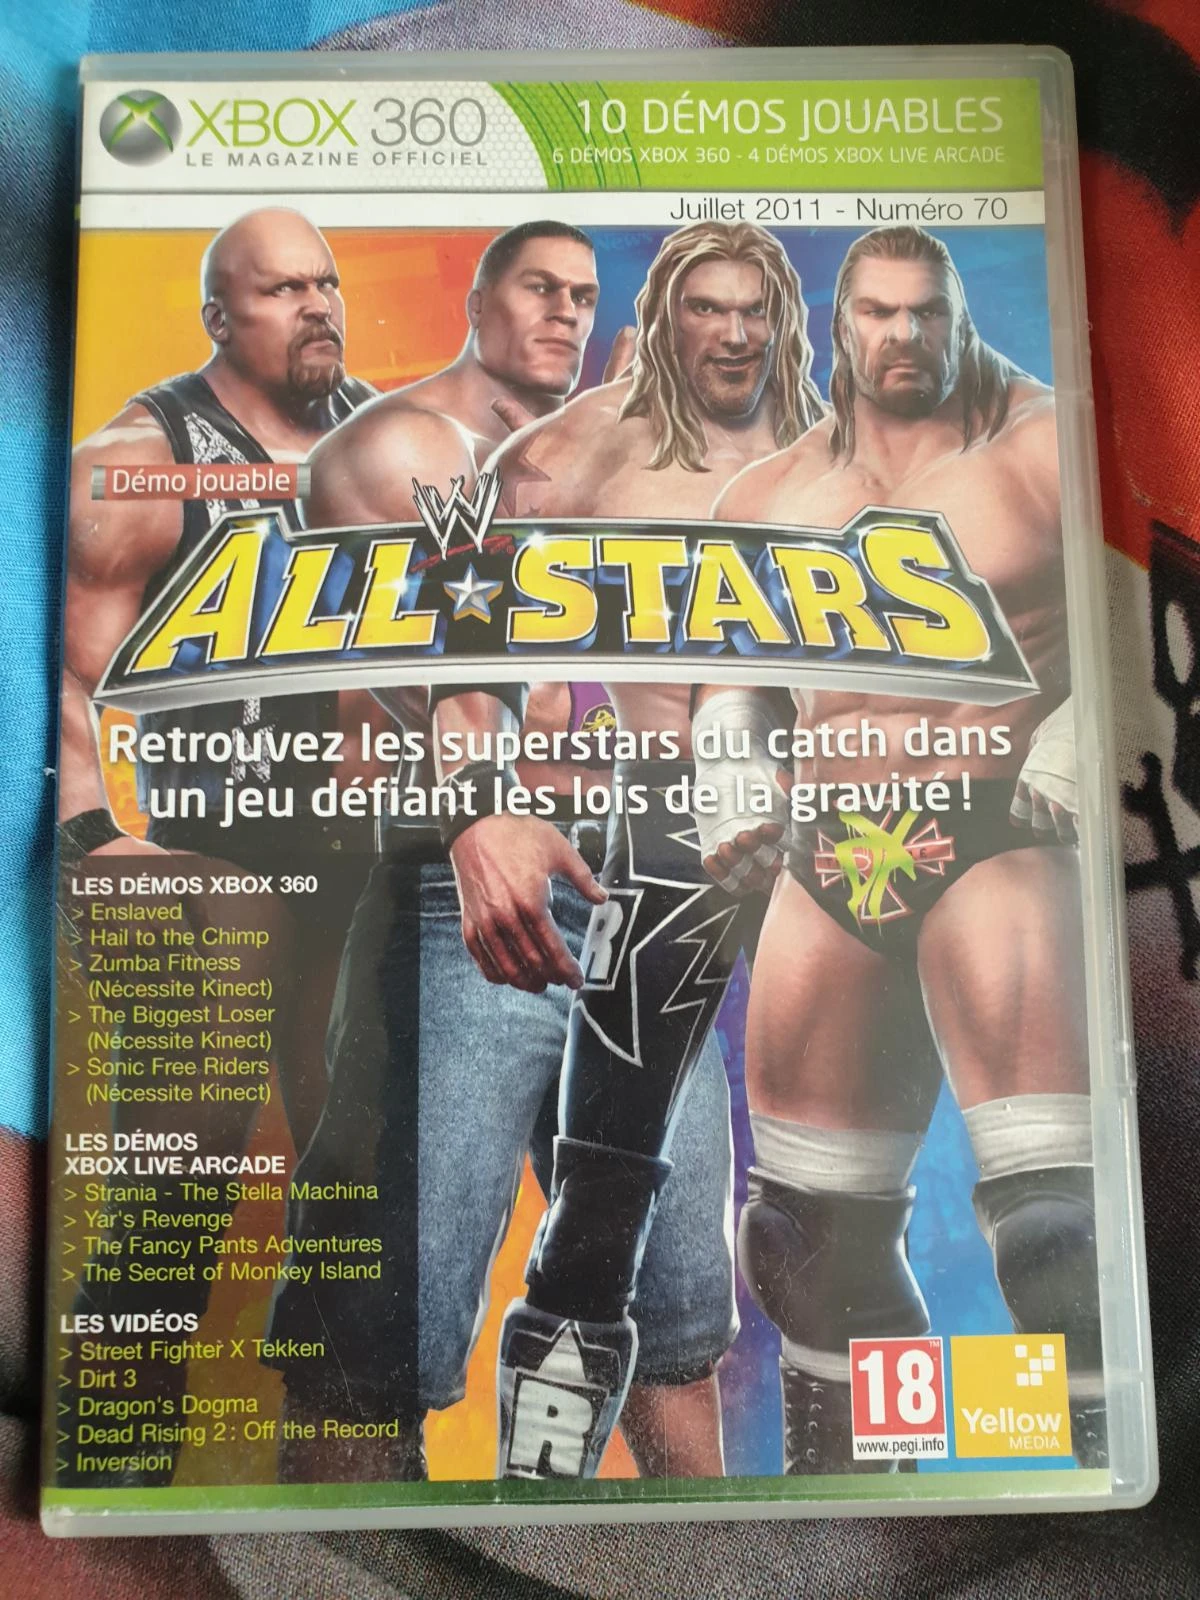 XBOX 360
LE MAGAZINE OFFICIEL
10 DÉMOS JOUABLES
6 DÉMOS XBOX 360 - 4 DÉMOS XBOX LIVE ARCADE
Juillet 2011 - Numéro 70
Démo jouable
W
ALL STARS
Retrouvez les superstars du catch dans
un jeu défiant les lois de la gravité !
LES DÉMOS XBOX 360
> Enslaved
> Hail to the Chimp
> Zumba Fitness
(Nécessite Kinect)
> The Biggest Loser
(Nécessite Kinect)
> Sonic Free Riders
(Nécessite Kinect)
LES DÉMOS
XBOX LIVE ARCADE
> Strania - The Stella Machina
> Yar's Revenge
> The Fancy Pants Adventures
> The Secret of Monkey Island
LES VIDÉOS
> Street Fighter X Tekken
> Dirt 3
> Dragon's Dogma
> Dead Rising 2 : Off the Record
> Inversion
R
R
DX
18
TM
www.pegi.info
Yellow
MEDIA